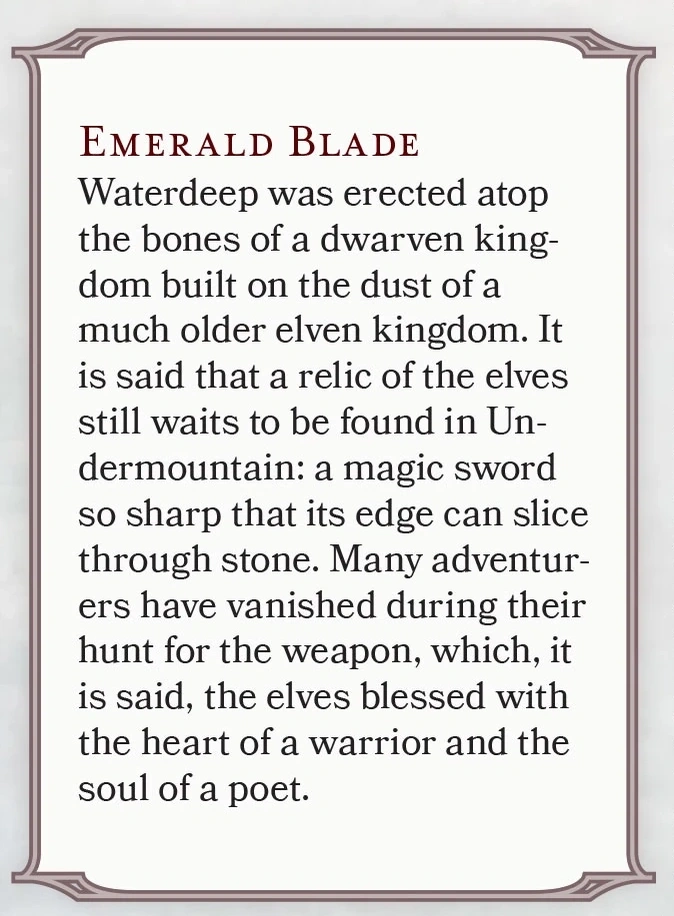 Emerald Blade
Waterdeep was erected atop
the bones of a dwarven king-
dom built on the dust of a
much older elven kingdom. It
is said that a relic of the elves
still waits to be found in Un-
dermountain: a magic sword
so sharp that its edge can slice
through stone. Many adventur-
ers have vanished during their
hunt for the weapon, which, it
is said, the elves blessed with
the heart of a warrior and the
soul of a poet.